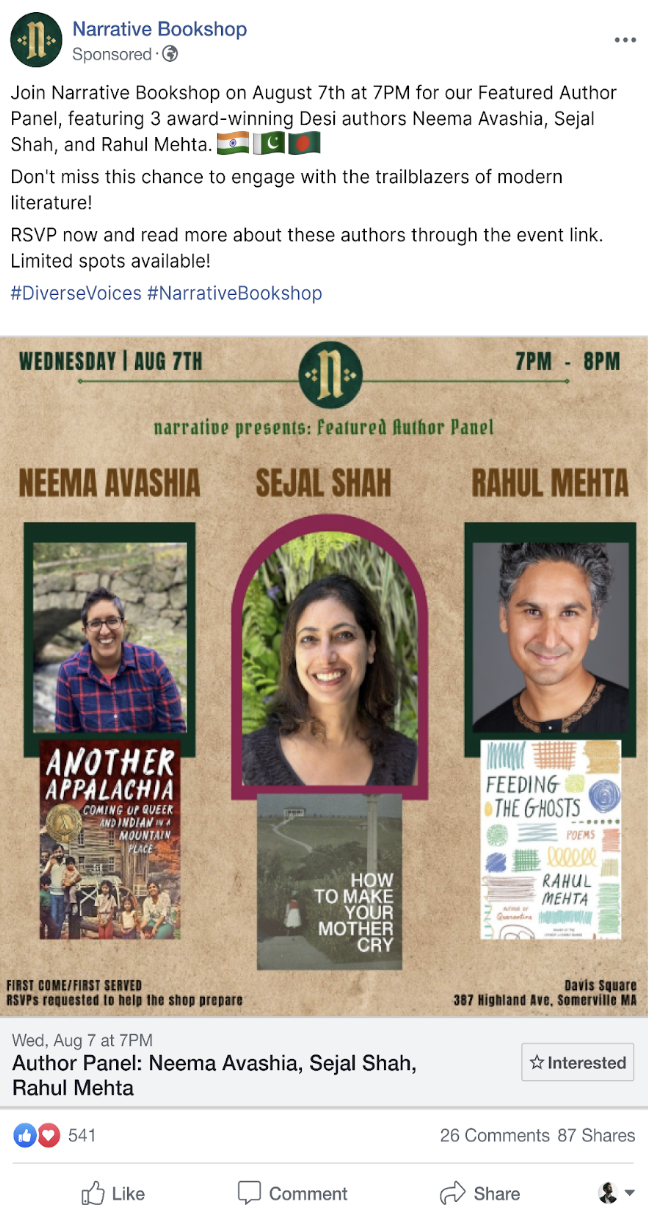 Narrative Bookshop
Sponsored ·
Join Narrative Bookshop on August 7th at 7PM for our Featured Author
Panel, featuring 3 award-winning Desi authors Neema Avashia, Sejal
Shah, and Rahul Mehta. 🇮🇳🇵🇰🇧🇩
Don't miss this chance to engage with the trailblazers of modern
literature!
RSVP now and read more about these authors through the event link.
Limited spots available!
#DiverseVoices #NarrativeBookshop
WEDNESDAY | AUG 7TH
n
7PM - 8PM
narrative presents: Featured Author Panel
NEEMA AVASHIA
SEJAL SHAH
RAHUL MEHTA
ANOTHER
APPALACHIA
COMING UP QUEER
AND INDIAN IN A
MOUNTAIN
PLACE
HOW
TO MAKE
YOUR
MOTHER
CRY
FEEDING
THE GHOSTS
POEMS
RAHUL
MEHTA
AUTHOR OF
Quarantine
FIRST COME/FIRST SERVED
RSVPs requested to help the shop prepare
Davis Square
387 Highland Ave, Somerville MA
Wed, Aug 7 at 7PM
Author Panel: Neema Avashia, Sejal Shah,
Rahul Mehta
Interested
541
26 Comments 87 Shares
Like
Comment
Share